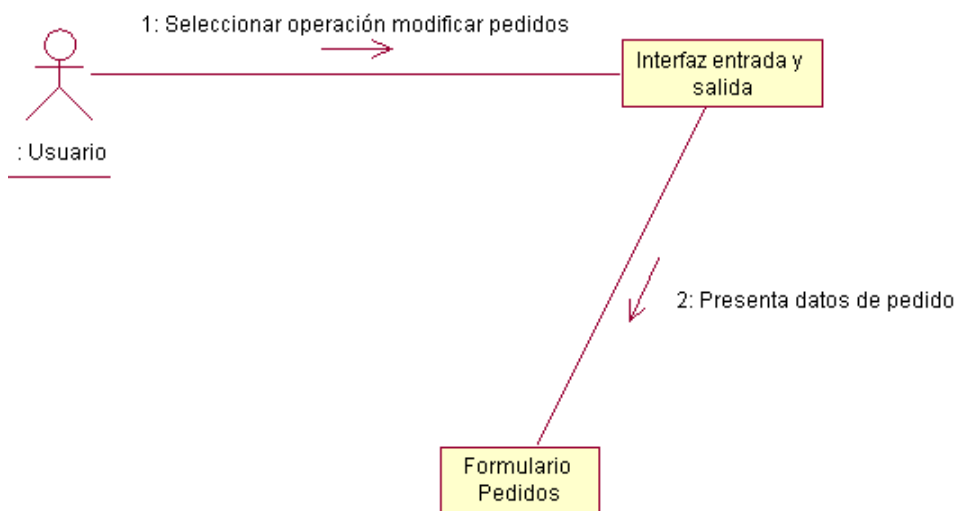 1: Seleccionar operación modificar pedidos
Interfaz entrada y
salida
: Usuario
2: Presenta datos de pedido
Formulario
Pedidos